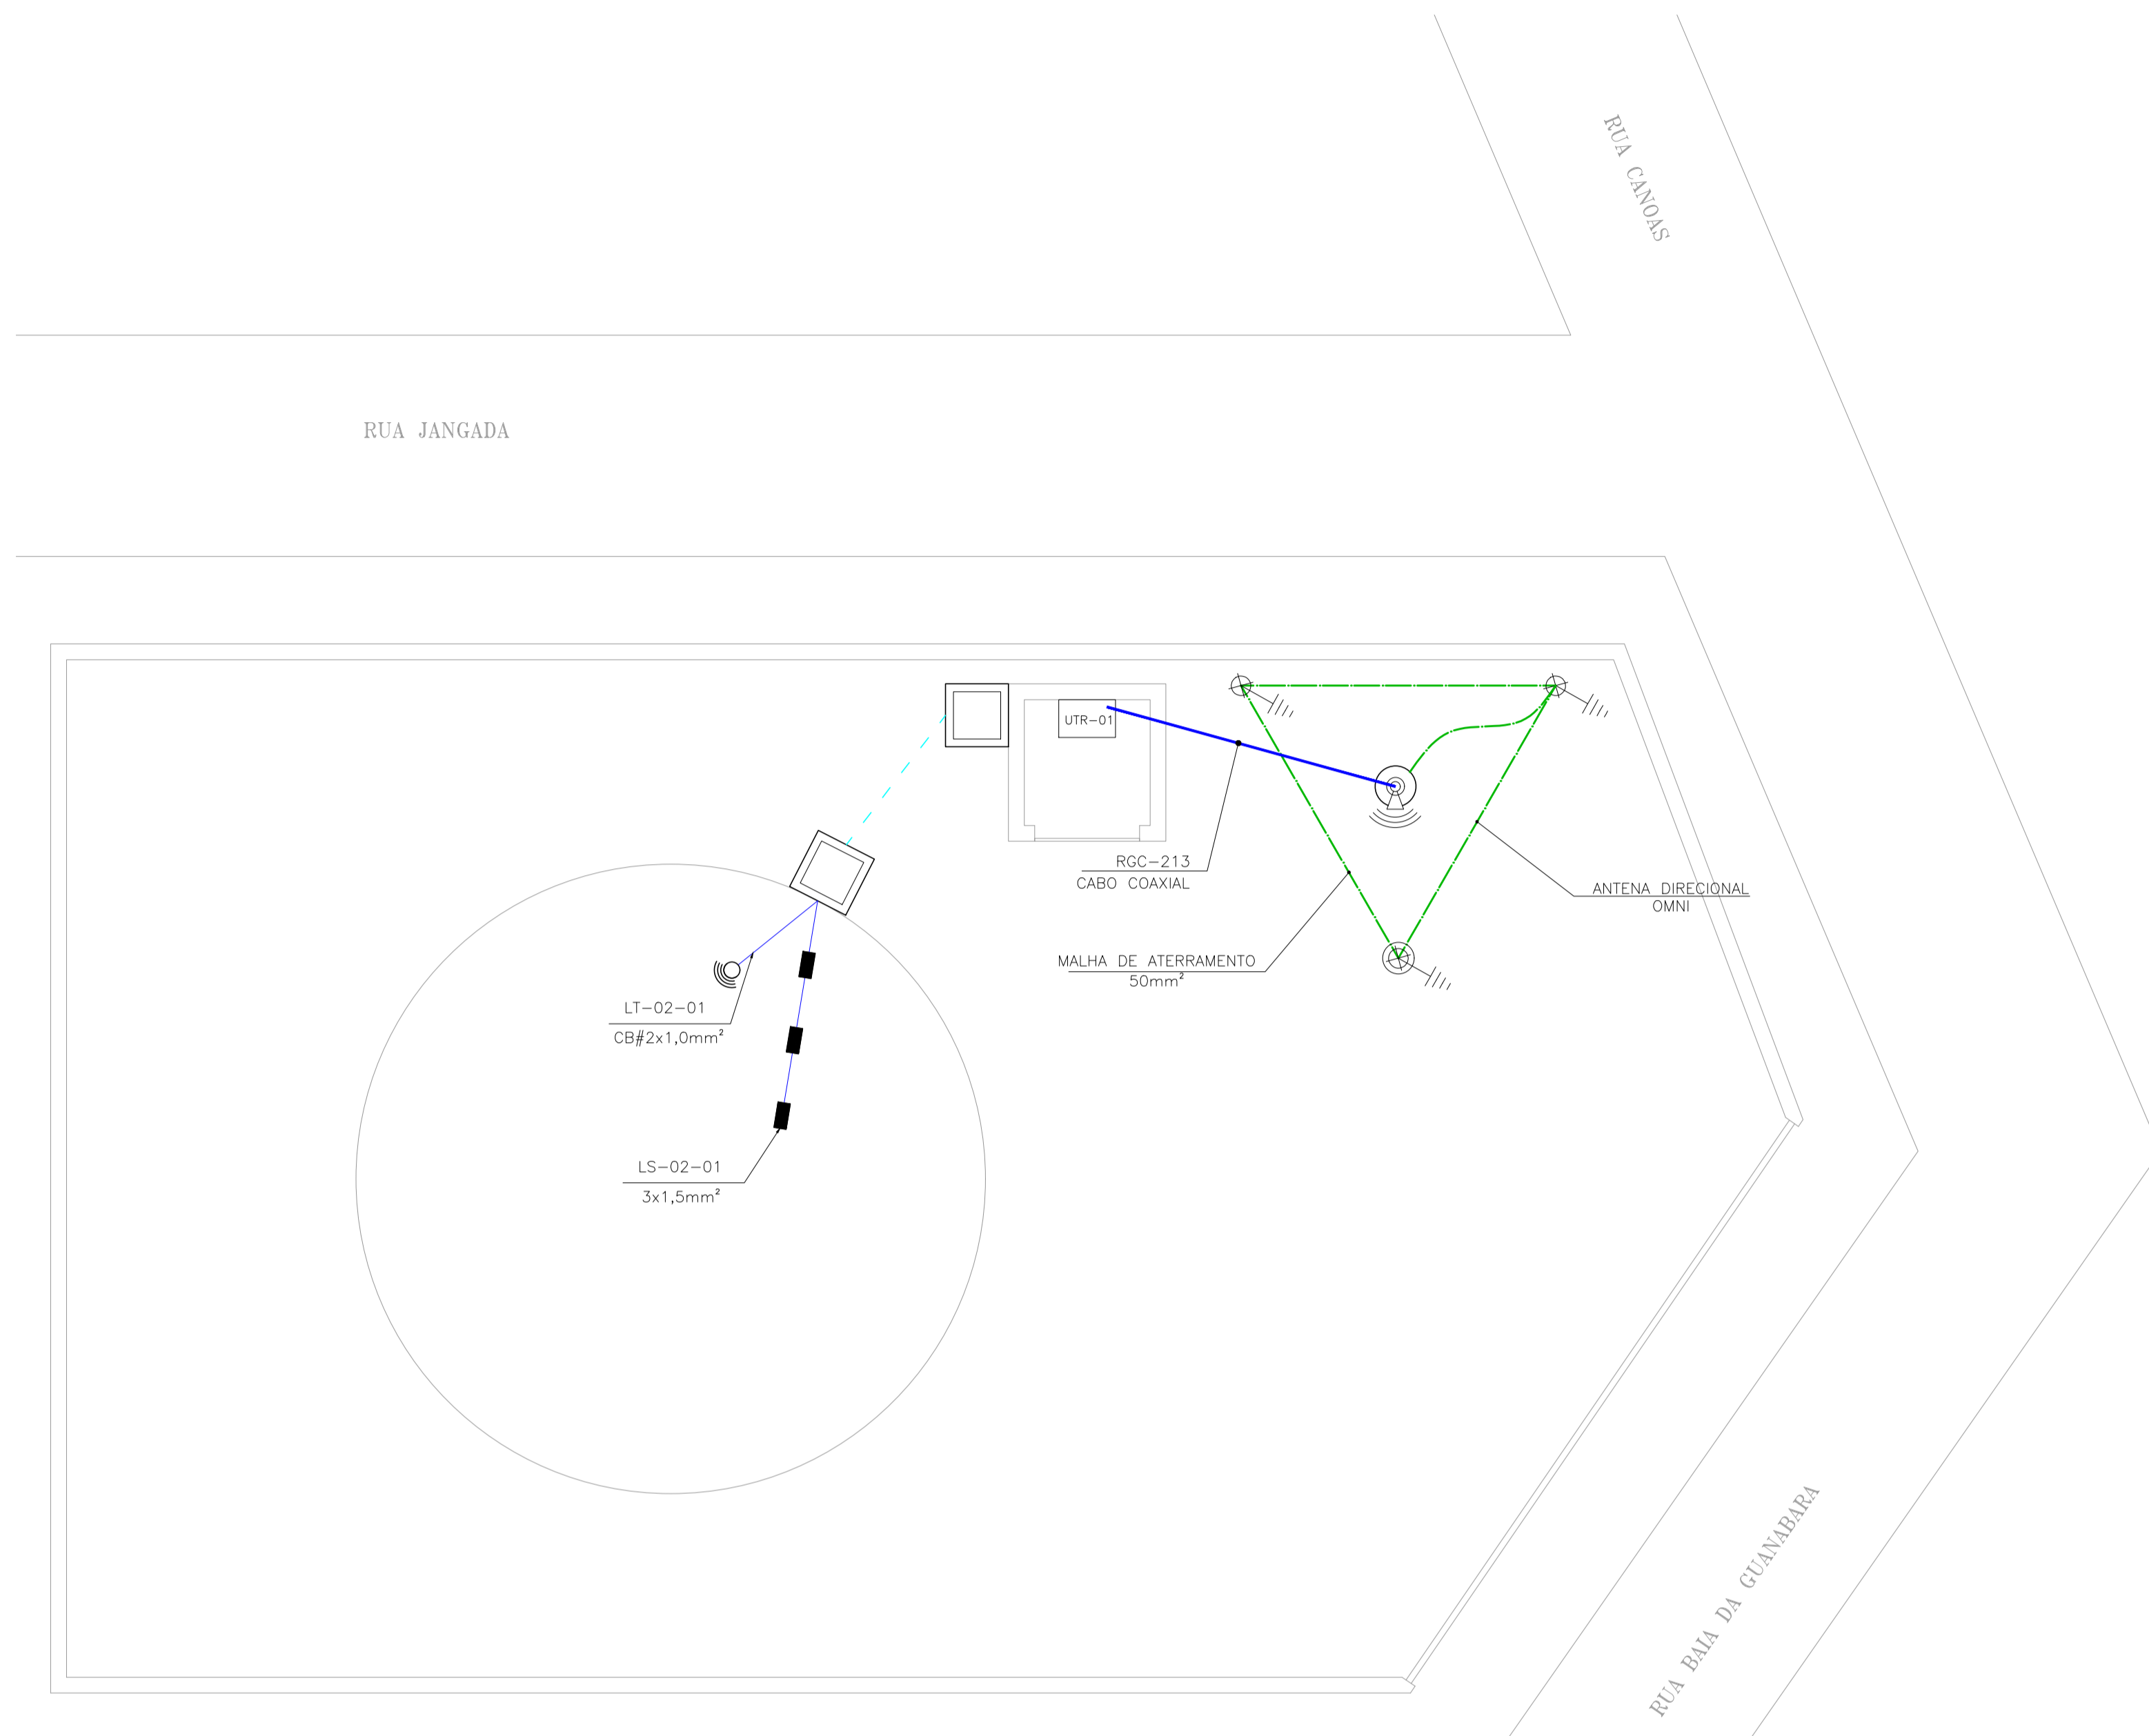 RUA CANOAS
RUA JANGADA
UTR-01
RGC-213
CABO COAXIAL
ANTENA DIRECIONAL
OMNI
MALHA DE ATERRAMENTO
50mm²
LT-02-01
CB#2x1,0mm²
LS-02-01
3x1,5mm²
RUA BAIA DA GUANABARA